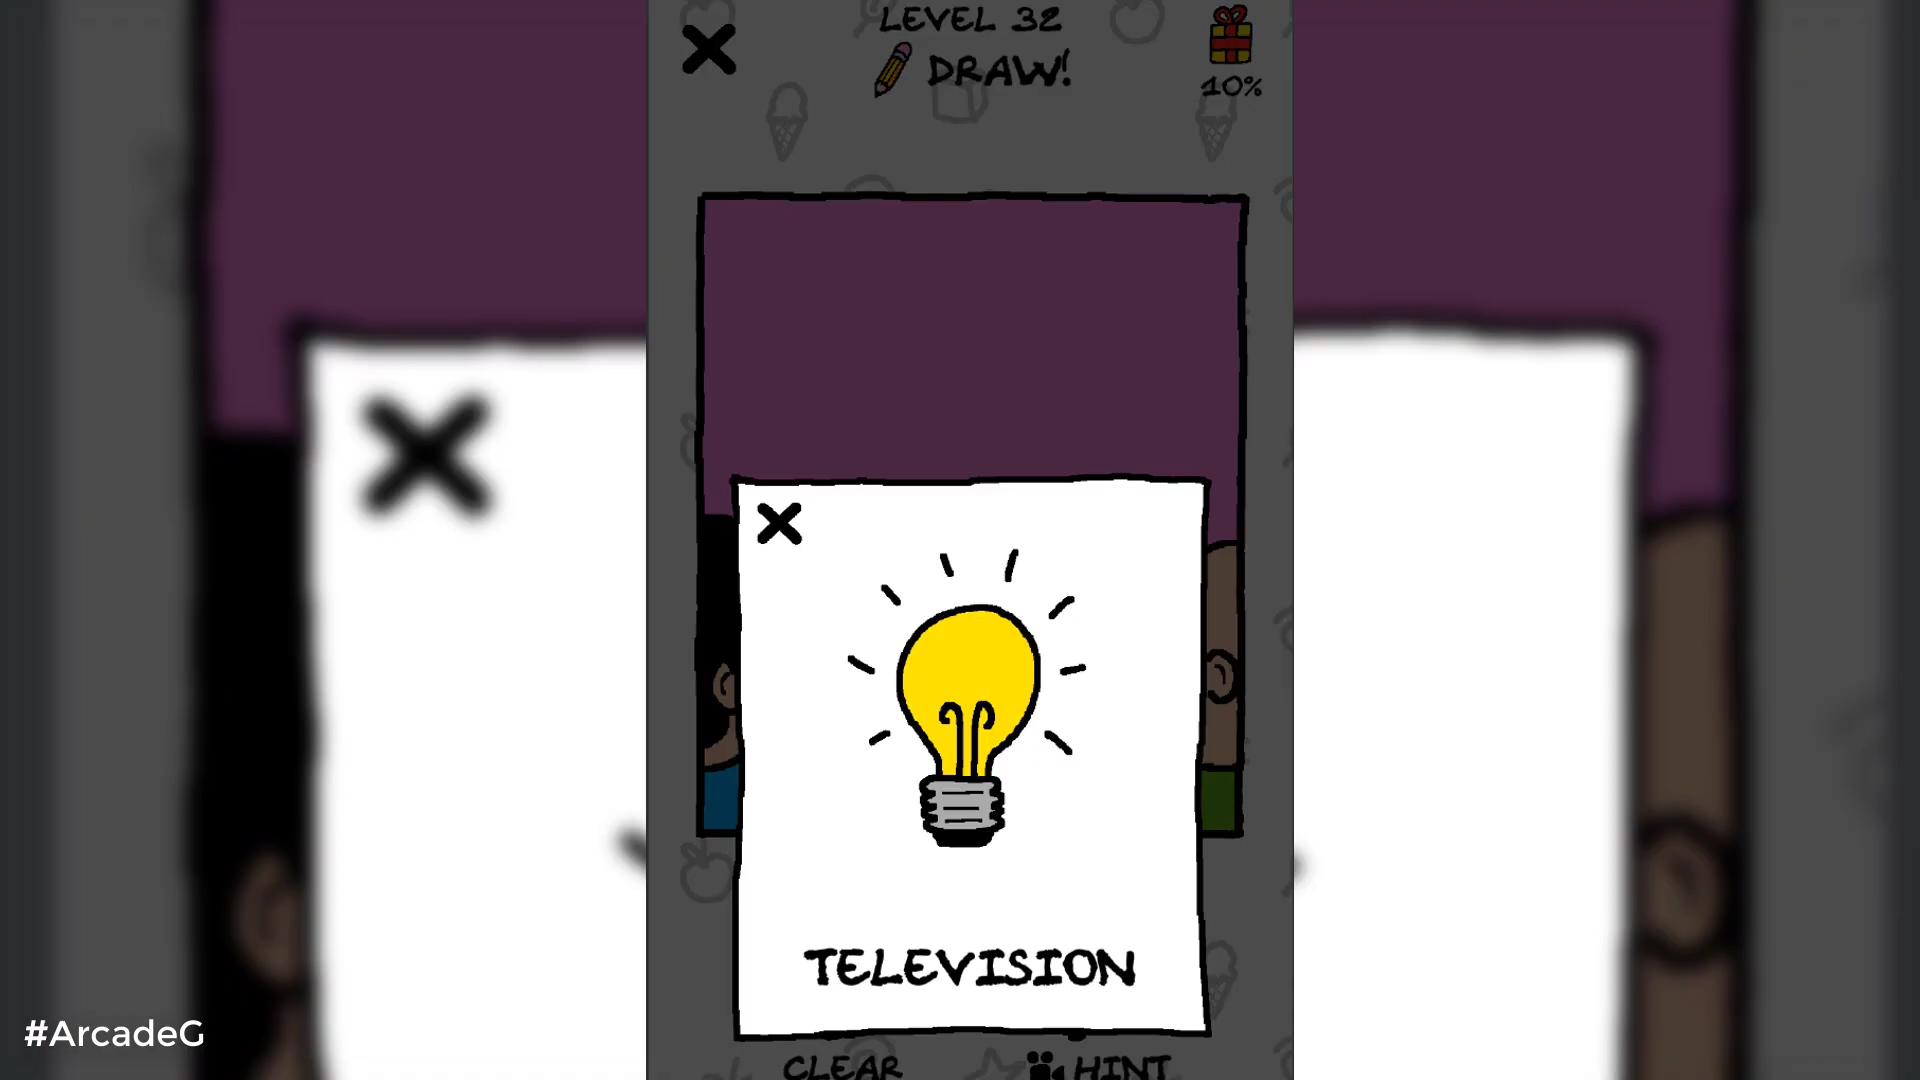 LEVEL 32
DRAW!
10%
TELEVISION
CLEAR
HINT
#ArcadeG